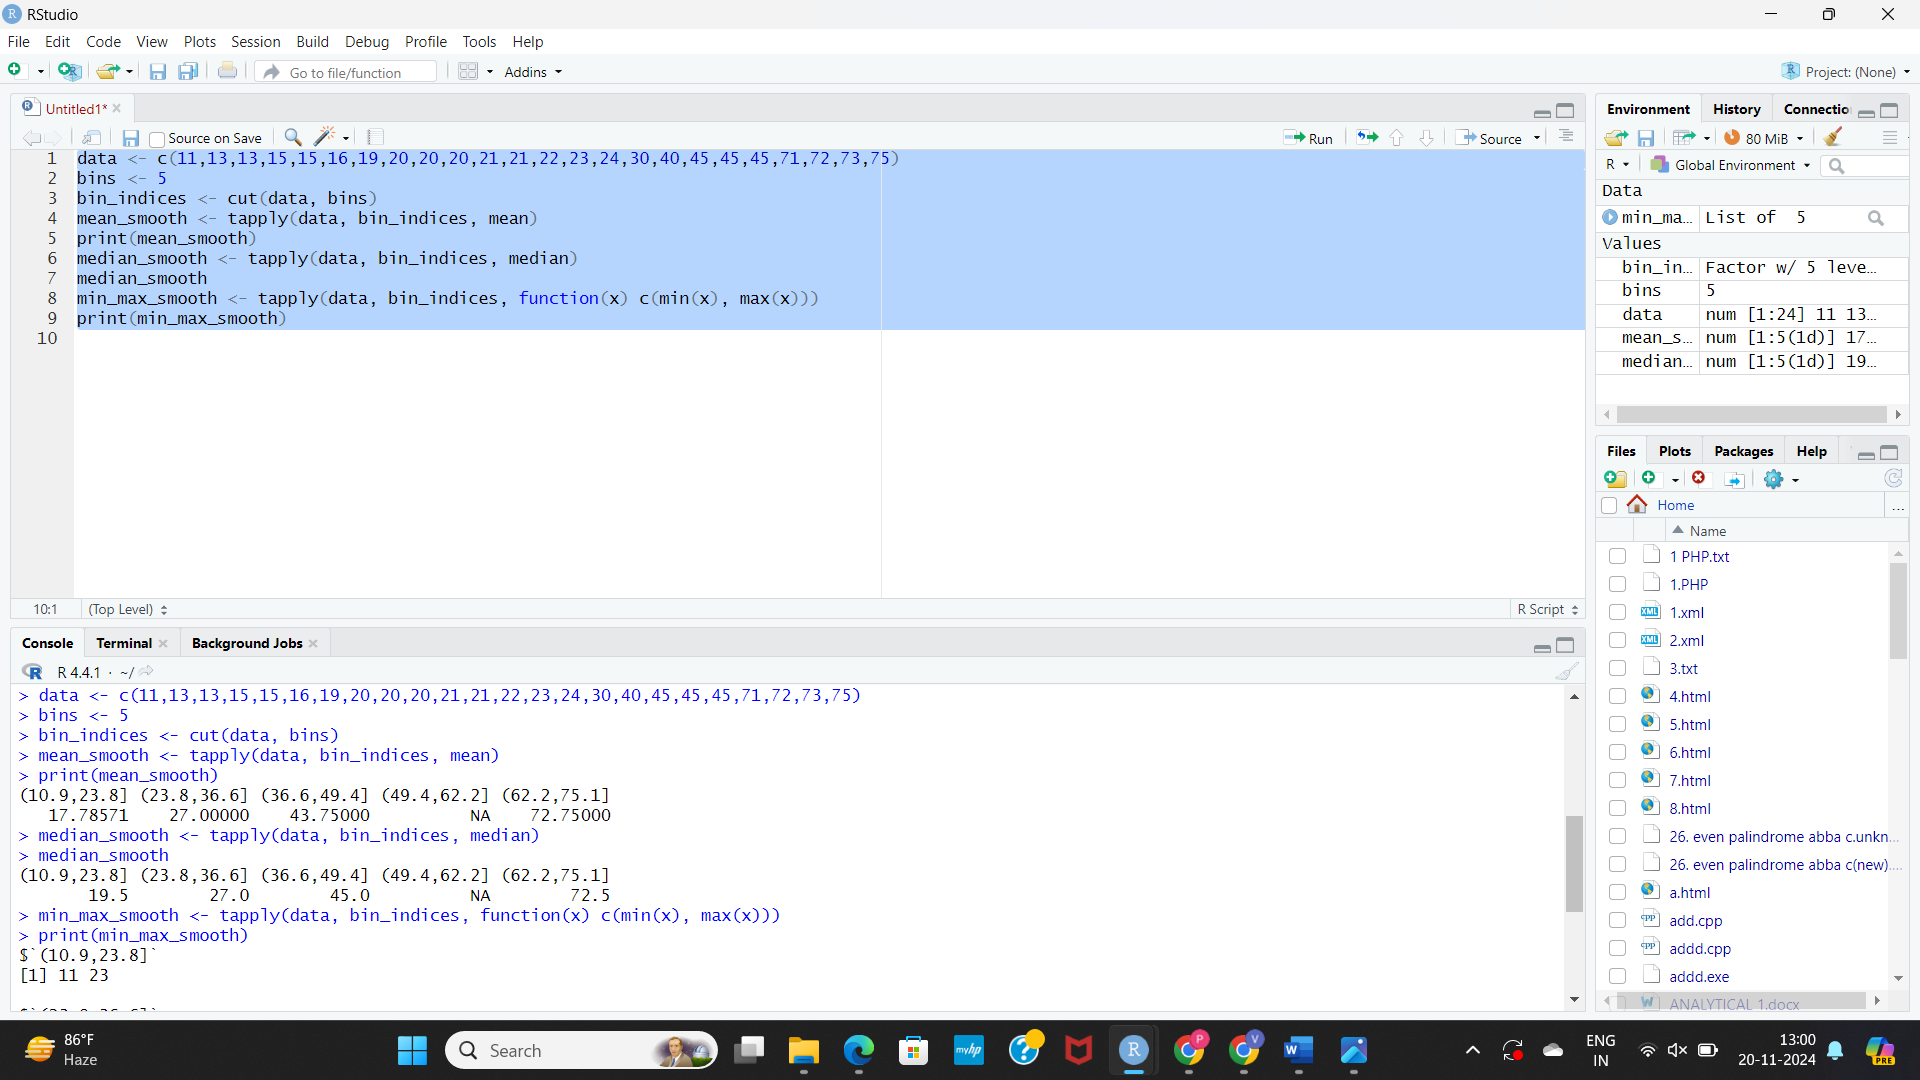 RStudio
File Edit Code View Plots Session Build Debug Profile Tools Help
Go to file/function Addins Project: (None)
Untitled1*
Source on Save Run Source
1 data <- c(11,13,13,15,15,16,19,20,20,20,21,21,22,23,24,30,40,45,45,45,71,72,73,75)
2 bins <- 5
3 bin_indices <- cut(data, bins)
4 mean_smooth <- tapply(data, bin_indices, mean)
5 print(mean_smooth)
6 median_smooth <- tapply(data, bin_indices, median)
7 median_smooth
8 min_max_smooth <- tapply(data, bin_indices, function(x) c(min(x), max(x)))
9 print(min_max_smooth)
10
10:1 (Top Level) R Script
Console Terminal Background Jobs
R 4.4.1 · ~/
> data <- c(11,13,13,15,15,16,19,20,20,20,21,21,22,23,24,30,40,45,45,45,71,72,73,75)
> bins <- 5
> bin_indices <- cut(data, bins)
> mean_smooth <- tapply(data, bin_indices, mean)
> print(mean_smooth)
(10.9,23.8] (23.8,36.6] (36.6,49.4] (49.4,62.2] (62.2,75.1]
17.78571 27.00000 43.75000 NA 72.75000
> median_smooth <- tapply(data, bin_indices, median)
> median_smooth
(10.9,23.8] (23.8,36.6] (36.6,49.4] (49.4,62.2] (62.2,75.1]
19.5 27.0 45.0 NA 72.5
> min_max_smooth <- tapply(data, bin_indices, function(x) c(min(x), max(x)))
> print(min_max_smooth)
$`(10.9,23.8]`
[1] 11 23
Environment History Connectio
80 MiB
R Global Environment
Data
min_ma… List of 5
Values
bin_in… Factor w/ 5 leve…
bins 5
data num [1:24] 11 13…
mean_s… num [1:5(1d)] 17…
median… num [1:5(1d)] 19…
Files Plots Packages Help
Home ...
Name
1 PHP.txt
1.PHP
1.xml
2.xml
3.txt
4.html
5.html
6.html
7.html
8.html
26. even palindrome abba c.unkn...
26. even palindrome abba c(new)....
a.html
add.cpp
addd.cpp
addd.exe
ANALYTICAL 1.docx
86°F
Haze
Search
myhp
R
P
V
W
ENG
IN
13:00
20-11-2024
PRE